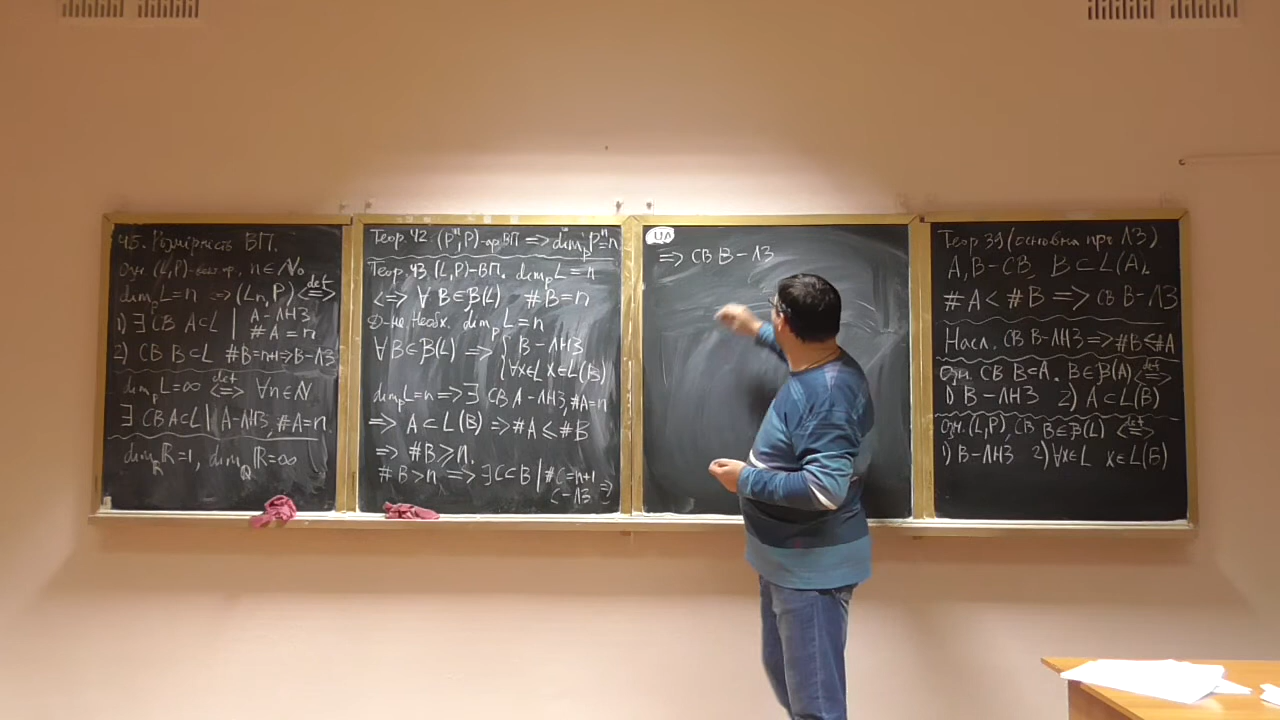 45. Розмірність ВП.
Озн. (L,P)-вект.пр., n∈ℕ₀
dim_P L=n ⇒ (L_n,P) ⇔^def
1) ∃ СВ A⊂L | A-ЛНЗ
#A=n
2) СВ B⊂L #B=n+1⇒B-ЛЗ
dim_P L=∞ ⇔^def ∀n∈ℕ
∃ СВ A⊂L | A-ЛНЗ, #A=n.
dim_ℝ ℝ=1, dim_ℚ ℝ=∞
Теор. 42 (Pⁿ,P)-ар ВП ⇒ dim_P Pⁿ=n
Теор. 43 (L,P)-ВП. dim_P L=n
⇔ ∀B∈B(L) #B=n
Д-не. Необх. dim_P L=n
∀B∈B(L) ⇒ { B-ЛНЗ
∀x∈L x∈L(B)
dim_P L=n ⇒ ∃ СВ A-ЛНЗ, #A=n
⇒ A⊂L(B) ⇒ #A≤#B
⇒ #B≥n.
#B>n ⇒ ∃C⊂B | #C=n+1
C-ЛЗ ⇒
UA
⇒ СВ B-ЛЗ
Теор 39 (основна про ЛЗ)
A,B-СВ, B⊂L(A).
#A<#B ⇒ СВ B-ЛЗ
Насл. СВ B-ЛНЗ ⇒ #B≤#A
Озн. СВ B⊂A. B∈B(A) ⇔^def
1) B-ЛНЗ 2) A⊂L(B)
Озн. (L,P), СВ B∈B(L) ⇔^def
1) B-ЛНЗ 2) ∀x∈L x∈L(B)